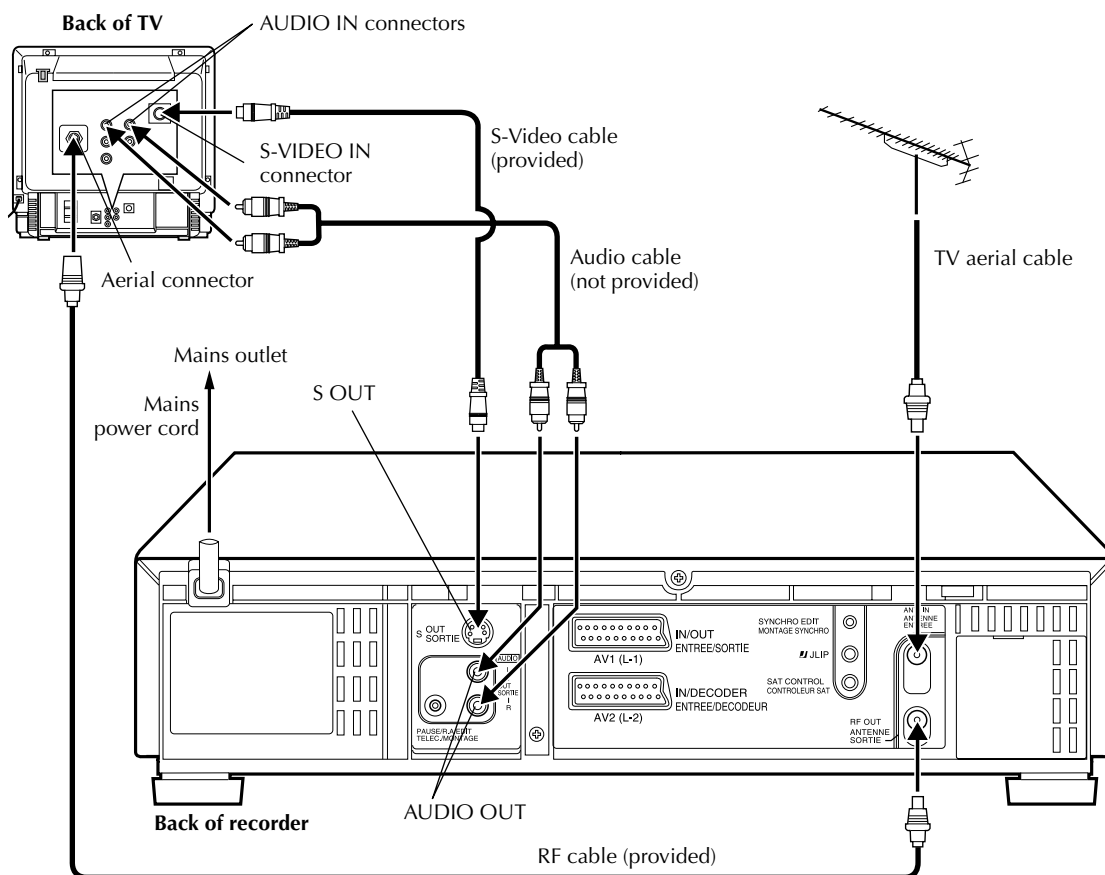 Back of TV
AUDIO IN connectors
S-VIDEO IN
connector
S-Video cable
(provided)
Audio cable
(not provided)
TV aerial cable
Aerial connector
Mains outlet
Mains
power cord
S OUT
S OUT
SORTIE
AUDIO
L
OUT
SORTIE
R
PAUSE/R.A.EDIT
TELEC./MONTAGE
IN/OUT
ENTREE/SORTIE
AV1 (L-1)
IN/DECODER
ENTREE/DECODEUR
AV2 (L-2)
SYNCHRO EDIT
MONTAGE SYNCHRO
JLIP
SAT CONTROL
CONTROLEUR SAT
ANTENNE
ENTREE
RF OUT
ANTENNE
SORTIE
AUDIO OUT
Back of recorder
RF cable (provided)